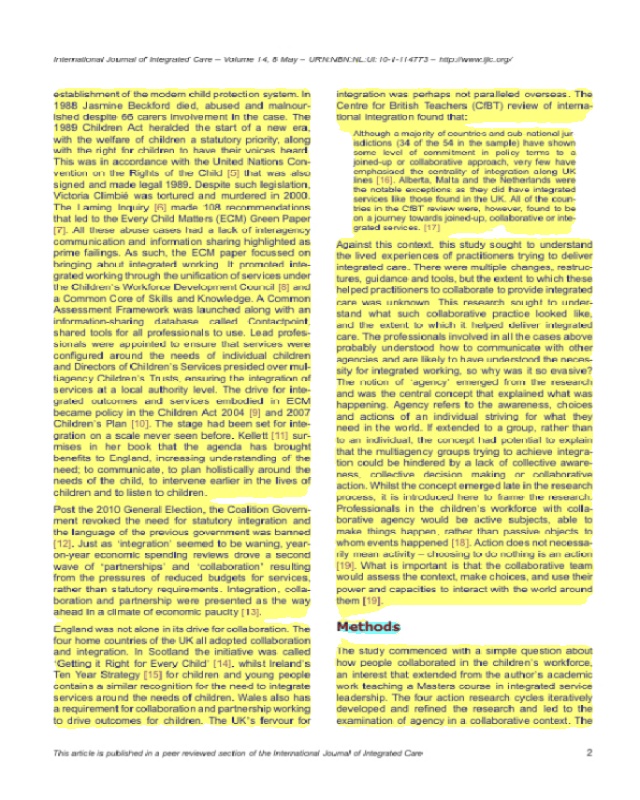 International Journal of Integrated Care – Volume 14, 8 May – URN:NBN:NL:UI:10-1-114773 – http://www.ijic.org/
establishment of the modern child protection system. In
1988 Jasmine Beckford died, abused and malnour-
ished despite 66 carers involvement in the case. The
1989 Children Act heralded the start of a new era,
with the welfare of children a statutory priority, along
with the right for children to have their voices heard.
This was in accordance with the United Nations Con-
vention on the Rights of the Child [5] that was also
signed and made legal 1989. Despite such legislation,
Victoria Climbié was tortured and murdered in 2000.
The Laming Inquiry [6] made 108 recommendations
that led to the Every Child Matters (ECM) Green Paper
[7]. All these abuse cases had a lack of interagency
communication and information sharing highlighted as
prime failings. As such, the ECM paper focussed on
bringing about integrated working. It promoted inte-
grated working through the unification of services under
the Children's Workforce Development Council [8] and
a Common Core of Skills and Knowledge. A Common
Assessment Framework was launched along with an
information-sharing database called Contactpoint,
shared tools for all professionals to use. Lead profes-
sionals were appointed to ensure that services were
configured around the needs of individual children
and Directors of Children's Services presided over mul-
tiagency Children's Trusts, ensuring the integration of
services at a local authority level. The drive for inte-
grated outcomes and services embodied in ECM
became policy in the Children Act 2004 [9] and 2007
Children's Plan [10]. The stage had been set for inte-
gration on a scale never seen before. Kellett [11] sur-
mises in her book that the agenda has brought
benefits to England, increasing understanding of the
need; to communicate, to plan holistically around the
needs of the child, to intervene earlier in the lives of
children and to listen to children.
Post the 2010 General Election, the Coalition Govern-
ment revoked the need for statutory integration and
the language of the previous government was banned
[12]. Just as 'integration' seemed to be waning, year-
on-year economic spending reviews drove a second
wave of 'partnerships' and 'collaboration' resulting
from the pressures of reduced budgets for services,
rather than statutory requirements. Integration, colla-
boration and partnership were presented as the way
ahead in a climate of economic paucity [13].
England was not alone in its drive for collaboration. The
four home countries of the UK all adopted collaboration
and integration. In Scotland the initiative was called
'Getting it Right for Every Child' [14], whilst Ireland's
Ten Year Strategy [15] for children and young people
contains a similar recognition for the need to integrate
services around the needs of children. Wales also has
a requirement for collaboration and partnership working
to drive outcomes for children. The UK's fervour for
integration was perhaps not paralleled overseas. The
Centre for British Teachers (CfBT) review of interna-
tional Integration found that:
Although a majority of countries and sub-national jur
isdictions (34 of the 54 in the sample) have shown
some level of commitment in policy terms to a
joined-up or collaborative approach, very few have
emphasised the centrality of integration along UK
lines [16]. Alberta, Malta and the Netherlands were
the notable exceptions as they did have integrated
services like those found in the UK. All of the coun-
tries in the CfBT review were, however, found to be
on a journey towards joined-up, collaborative or inte-
grated services. [17]
Against this context, this study sought to understand
the lived experiences of practitioners trying to deliver
integrated care. There were multiple changes, restruc-
tures, guidance and tools, but the extent to which these
helped practitioners to collaborate to provide integrated
care was unknown. This research sought to under-
stand what such collaborative practice looked like,
and the extent to which it helped deliver integrated
care. The professionals involved in all the cases above
probably understood how to communicate with other
agencies and are likely to have understood the neces-
sity for integrated working, so why was it so evasive?
The notion of 'agency' emerged from the research
and was the central concept that explained what was
happening. Agency refers to the awareness, choices
and actions of an individual striving for what they
need in the world. If extended to a group, rather than
to an individual, the concept had potential to explain
that the multiagency groups trying to achieve integra-
tion could be hindered by a lack of collective aware-
ness, collective decision making or collaborative
action. Whilst the concept emerged late in the research
process, it is introduced here to frame the research.
Professionals in the children's workforce with colla-
borative agency would be active subjects, able to
make things happen, rather than passive objects to
whom events happened [18]. Action does not necessa-
rily mean activity – choosing to do nothing is an action
[19]. What is important is that the collaborative team
would assess the context, make choices, and use their
power and capacities to interact with the world around
them [19].
Methods
The study commenced with a simple question about
how people collaborated in the children's workforce,
an interest that extended from the author's academic
work teaching a Masters course in integrated service
leadership. The four action research cycles iteratively
developed and refined the research and led to the
examination of agency in a collaborative context. The
This article is published in a peer reviewed section of the International Journal of Integrated Care
2